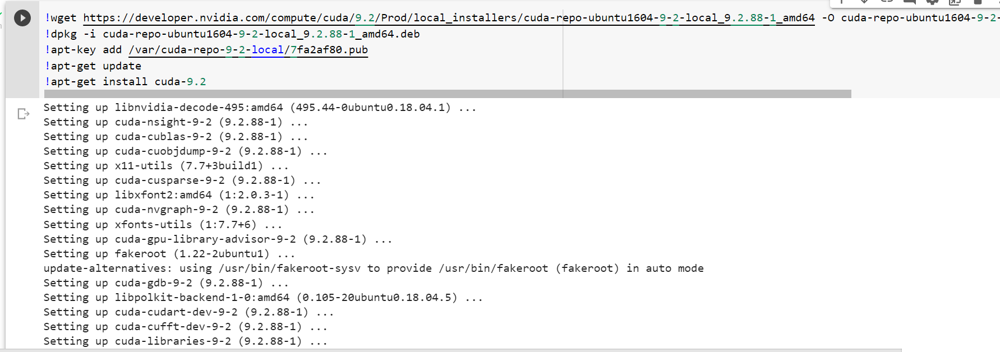 !wget https://developer.nvidia.com/compute/cuda/9.2/Prod/local_installers/cuda-repo-ubuntu1604-9-2-local_9.2.88-1_amd64 -O cuda-repo-ubuntu1604-9-2-
!dpkg -i cuda-repo-ubuntu1604-9-2-local_9.2.88-1_amd64.deb
!apt-key add /var/cuda-repo-9-2-local/7fa2af80.pub
!apt-get update
!apt-get install cuda-9.2
Setting up libnvidia-decode-495:amd64 (495.44-0ubuntu0.18.04.1) ...
Setting up cuda-nsight-9-2 (9.2.88-1) ...
Setting up cuda-cublas-9-2 (9.2.88-1) ...
Setting up cuda-cuobjdump-9-2 (9.2.88-1) ...
Setting up x11-utils (7.7+3build1) ...
Setting up cuda-cusparse-9-2 (9.2.88-1) ...
Setting up libxfont2:amd64 (1:2.0.3-1) ...
Setting up cuda-nvgraph-9-2 (9.2.88-1) ...
Setting up xfonts-utils (1:7.7+6) ...
Setting up cuda-gpu-library-advisor-9-2 (9.2.88-1) ...
Setting up fakeroot (1.22-2ubuntu1) ...
update-alternatives: using /usr/bin/fakeroot-sysv to provide /usr/bin/fakeroot (fakeroot) in auto mode
Setting up cuda-gdb-9-2 (9.2.88-1) ...
Setting up libpolkit-backend-1-0:amd64 (0.105-20ubuntu0.18.04.5) ...
Setting up cuda-cudart-dev-9-2 (9.2.88-1) ...
Setting up cuda-cufft-dev-9-2 (9.2.88-1) ...
Setting up cuda-libraries-9-2 (9.2.88-1) ...